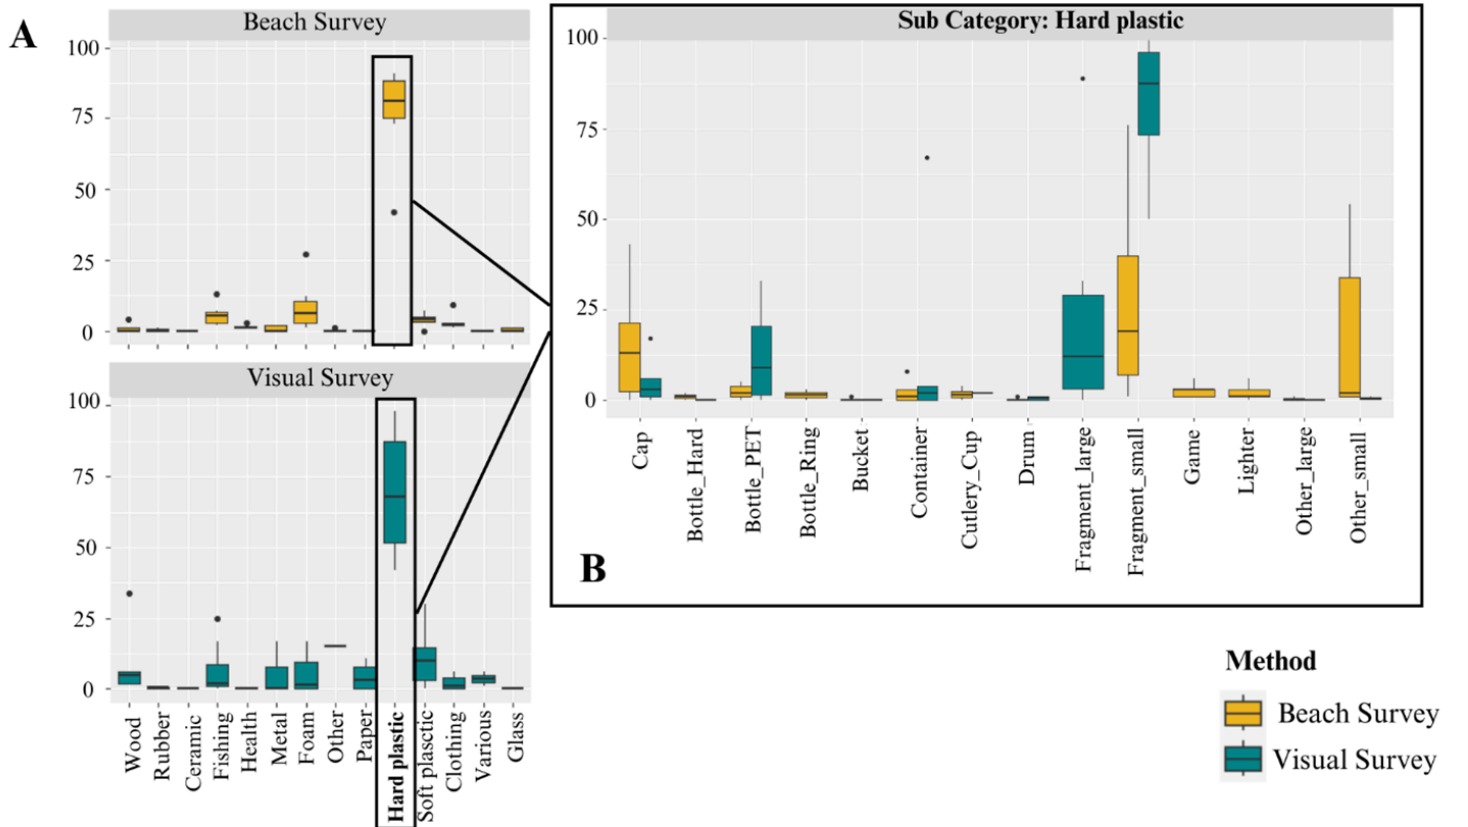 A
Beach Survey
100
75
50
25
0
Visual Survey
100
75
50
25
0
Wood
Rubber
Ceramic
Fishing
Health
Metal
Foam
Other
Paper
Hard plastic
Soft plasctic
Clothing
Various
Glass
Sub Category: Hard plastic
100
75
50
25
0
Cap
Bottle_Hard
Bottle_PET
Bottle_Ring
Bucket
Container
Cutlery_Cup
Drum
Fragment_large
Fragment_small
Game
Lighter
Other_large
Other_small
B
Method
Beach Survey
Visual Survey